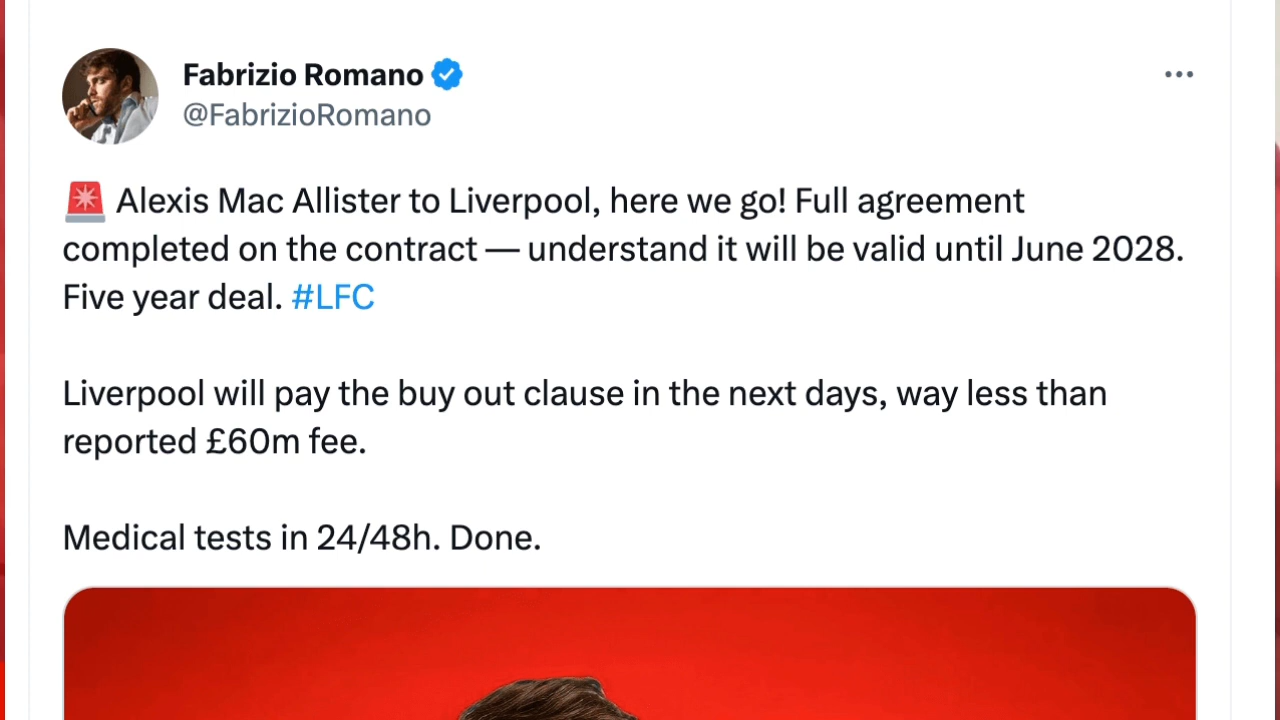 Fabrizio Romano
@FabrizioRomano
🚨 Alexis Mac Allister to Liverpool, here we go! Full agreement
completed on the contract — understand it will be valid until June 2028.
Five year deal. #LFC
Liverpool will pay the buy out clause in the next days, way less than
reported £60m fee.
Medical tests in 24/48h. Done.